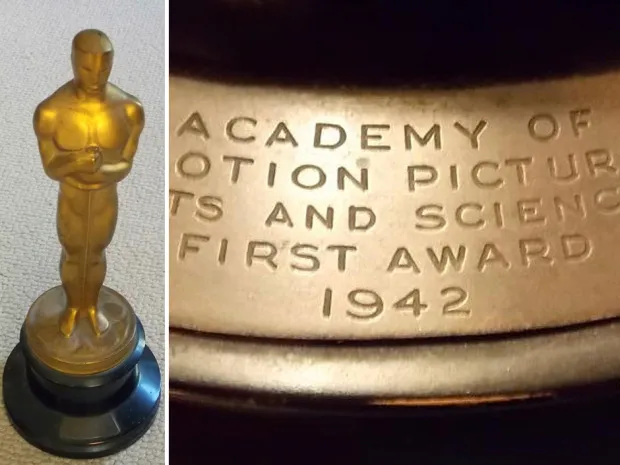 ACADEMY OF
OTION PICTUR
TS AND SCIENC
FIRST AWARD
1942